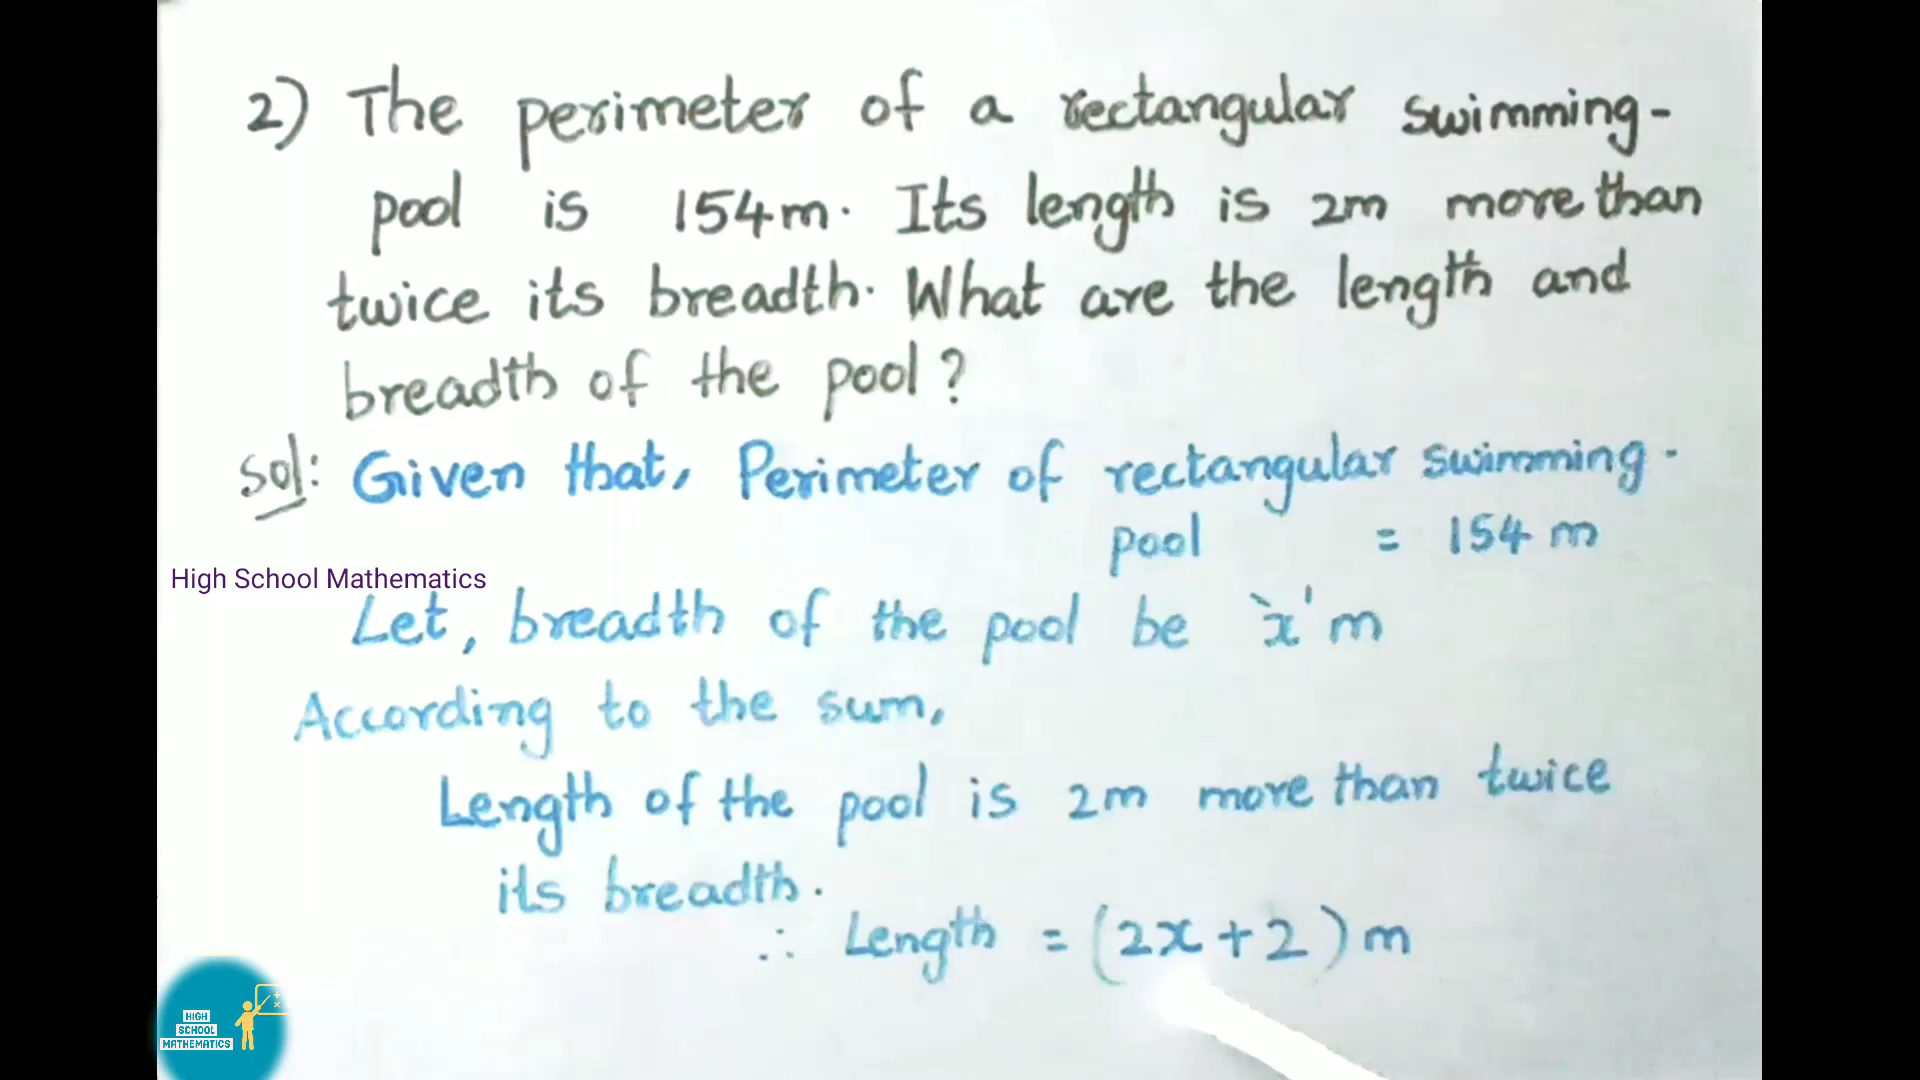 2) The perimeter of a rectangular swimming-
pool is 154m. Its length is 2m more than
twice its breadth. What are the length and
breadth of the pool?
Sol: Given that, Perimeter of rectangular swimming-
pool = 154 m
High School Mathematics
Let, breadth of the pool be `x' m
According to the sum,
Length of the pool is 2m more than twice
its breadth.
∴ Length = (2x+2) m
HIGH
SCHOOL
MATHEMATICS